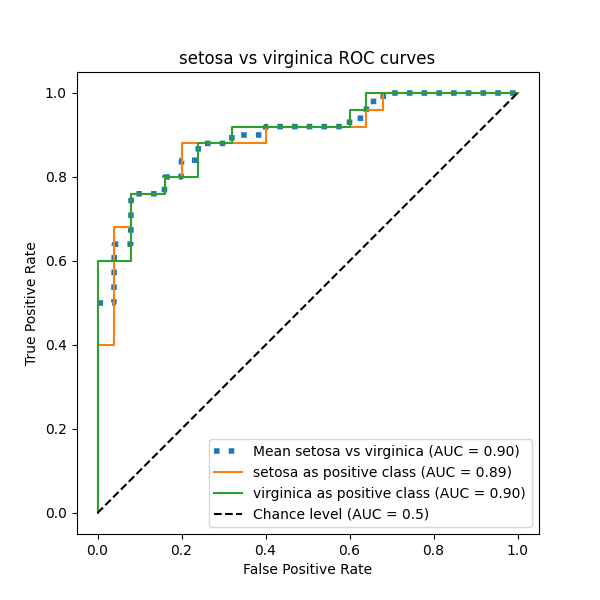 setosa vs virginica ROC curves
1.0
0.8
0.6
0.4
0.2
0.0
True Positive Rate
Mean setosa vs virginica (AUC = 0.90)
setosa as positive class (AUC = 0.89)
virginica as positive class (AUC = 0.90)
Chance level (AUC = 0.5)
0.0 0.2 0.4 0.6 0.8 1.0
False Positive Rate